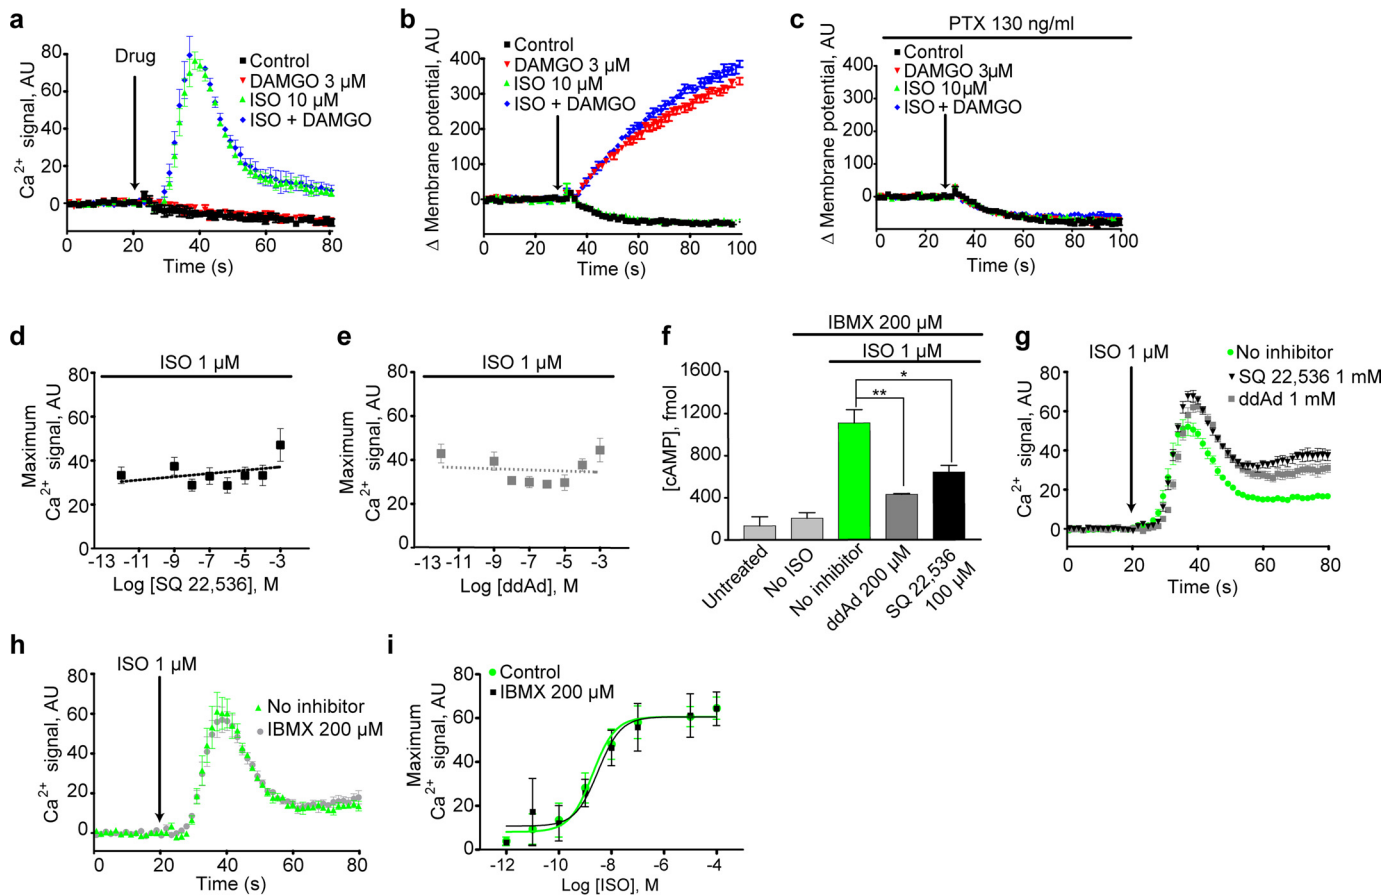 a
Ca2+ signal, AU
80
60
40
20
0
Drug
Control
DAMGO 3 µM
ISO 10 µM
ISO + DAMGO
0 20 40 60 80
Time (s)
b
Δ Membrane potential, AU
400
300
200
100
0
-100
Control
DAMGO 3 µM
ISO 10 µM
ISO + DAMGO
0 20 40 60 80 100
Time (s)
c
PTX 130 ng/ml
Δ Membrane potential, AU
400
300
200
100
0
-100
Control
DAMGO 3µM
ISO 10µM
ISO + DAMGO
0 20 40 60 80 100
Time (s)
d
ISO 1 µM
Maximum
Ca2+ signal, AU
80
60
40
20
0
-13 -11 -9 -7 -5 -3
Log [SQ 22,536], M
e
ISO 1 µM
Maximum
Ca2+ signal, AU
80
60
40
20
0
-13 -11 -9 -7 -5 -3
Log [ddAd], M
f
IBMX 200 µM
ISO 1 µM
*
**
[cAMP], fmol
1600
1200
800
400
0
Untreated
No ISO
No inhibitor
ddAd 200 µM
SQ 22,536
100 µM
g
ISO 1 µM
No inhibitor
SQ 22,536 1 mM
ddAd 1 mM
Ca2+ signal, AU
80
60
40
20
0
0 20 40 60 80
Time (s)
h
ISO 1 µM
No inhibitor
IBMX 200 µM
Ca2+ signal, AU
80
60
40
20
0
0 20 40 60 80
Time (s)
i
Control
IBMX 200 µM
Maximum
Ca2+ signal, AU
80
60
40
20
0
-12 -10 -8 -6 -4
Log [ISO], M